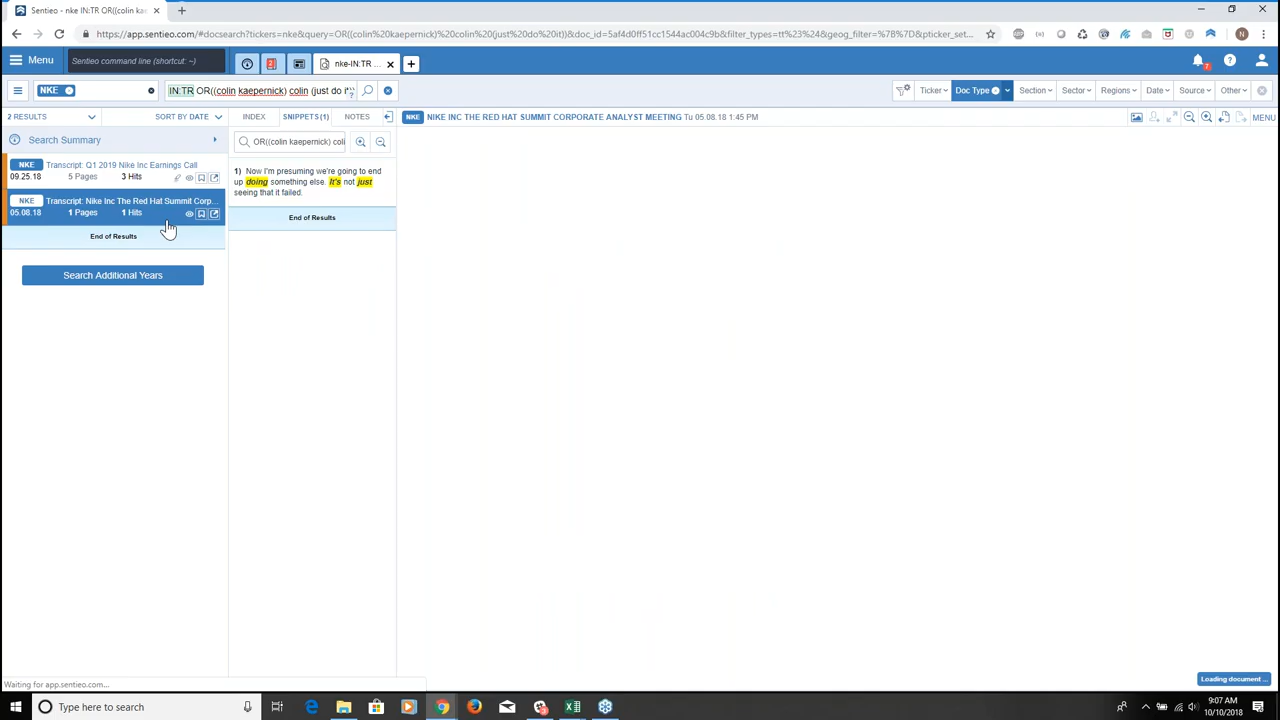 Sentieo - nke IN:TR OR((colin ka
https://app.sentieo.com/#docsearch?tickers=nke&query=OR((colin%20kaepernick)%20colin%20(just%20do%20it))&doc_id=5af4d0ff51cc1544ac004c9b&filter_types=tt%23%24&geog_filter=%7B%7D&pticker_set...
Menu
Sentieo command line (shortcut: ~)
nke-IN:TR ...
7
NKE
IN:TR OR((colin kaepernick) colin (just do it
?
Ticker
Doc Type
Section
Sector
Regions
Date
Source
Other
2 RESULTS
SORT BY DATE
INDEX
SNIPPETS(1)
NOTES
NKE
NIKE INC THE RED HAT SUMMIT CORPORATE ANALYST MEETING Tu 05.08.18 1:45 PM
MENU
Search Summary
OR((colin kaepernick) coli
NKE
Transcript: Q1 2019 Nike Inc Earnings Call
09.25.18
5 Pages
3 Hits
NKE
Transcript: Nike Inc The Red Hat Summit Corp...
05.08.18
1 Pages
1 Hits
End of Results
Search Additional Years
1) Now I'm presuming we're going to end
up doing something else. It's not just
seeing that it failed.
End of Results
Waiting for app.sentieo.com...
Loading document ...
Type here to search
9:07 AM
10/10/2018